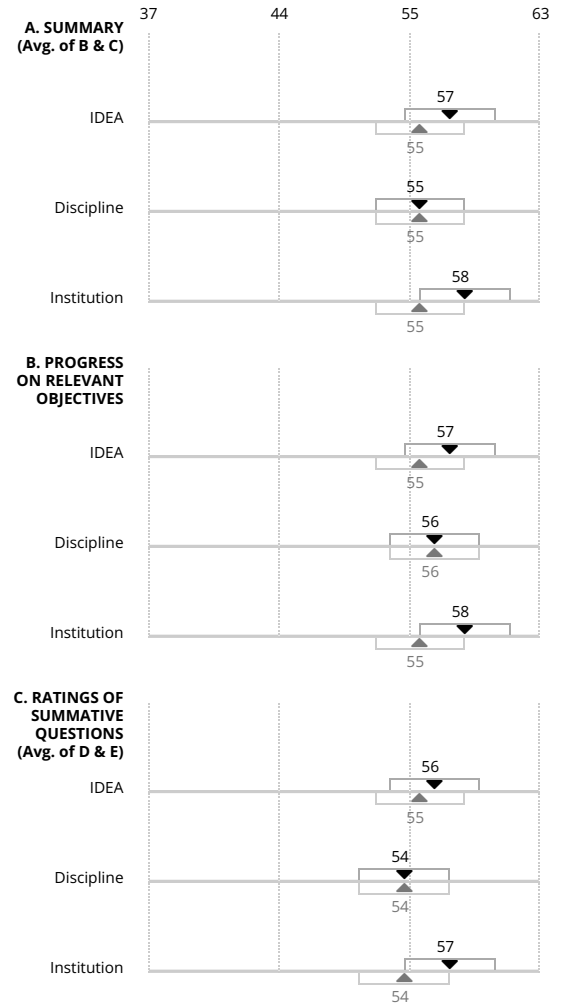 37 44 55 63
A. SUMMARY
(Avg. of B & C)
57
IDEA
55
55
Discipline
55
58
Institution
55
B. PROGRESS
ON RELEVANT
OBJECTIVES
57
IDEA
55
56
Discipline
56
58
Institution
55
C. RATINGS OF
SUMMATIVE
QUESTIONS
(Avg. of D & E)
56
IDEA
55
54
Discipline
54
57
Institution
54